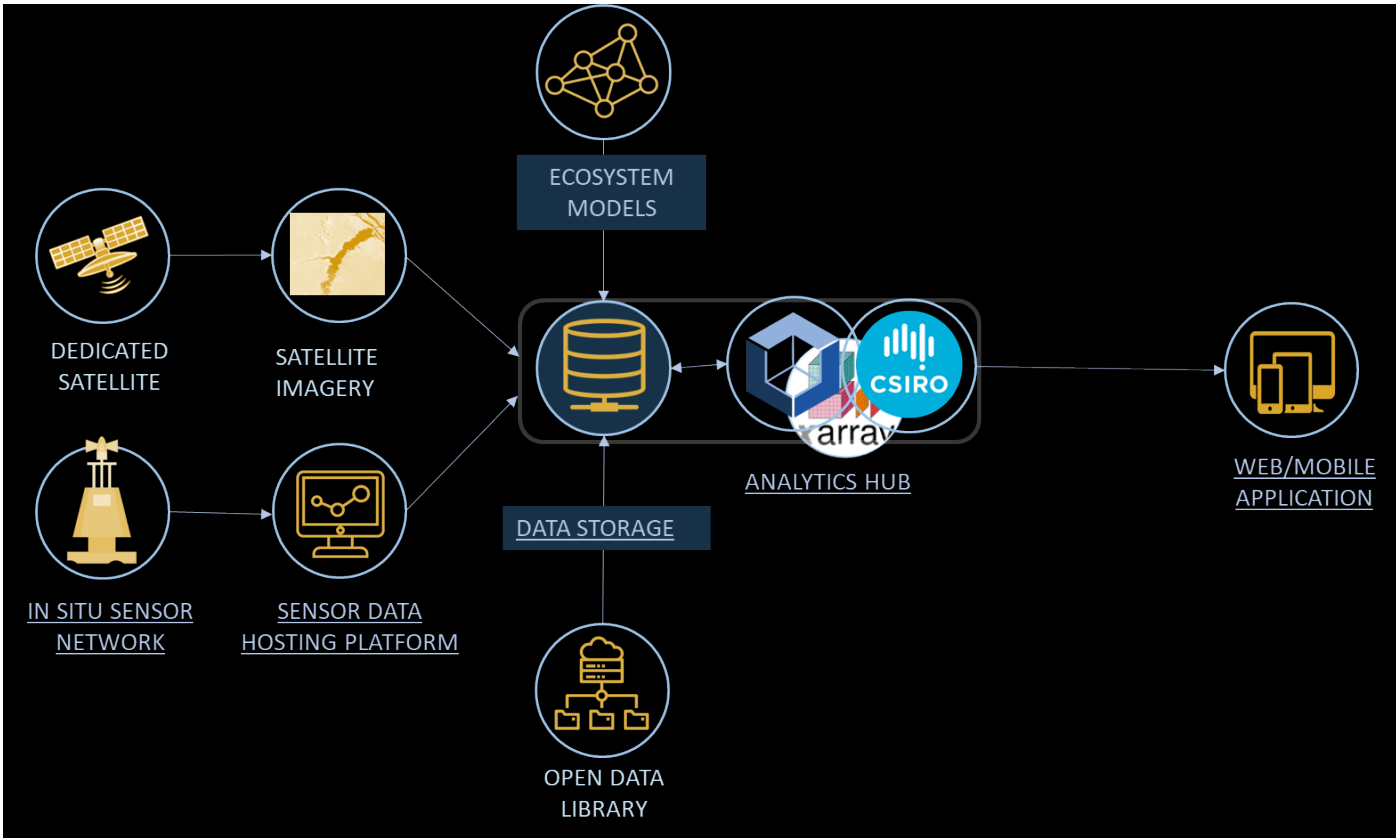 ECOSYSTEM
MODELS
DEDICATED
SATELLITE
SATELLITE
IMAGERY
CSIRO
xarray
ANALYTICS HUB
WEB/MOBILE
APPLICATION
DATA STORAGE
IN SITU SENSOR
NETWORK
SENSOR DATA
HOSTING PLATFORM
OPEN DATA
LIBRARY